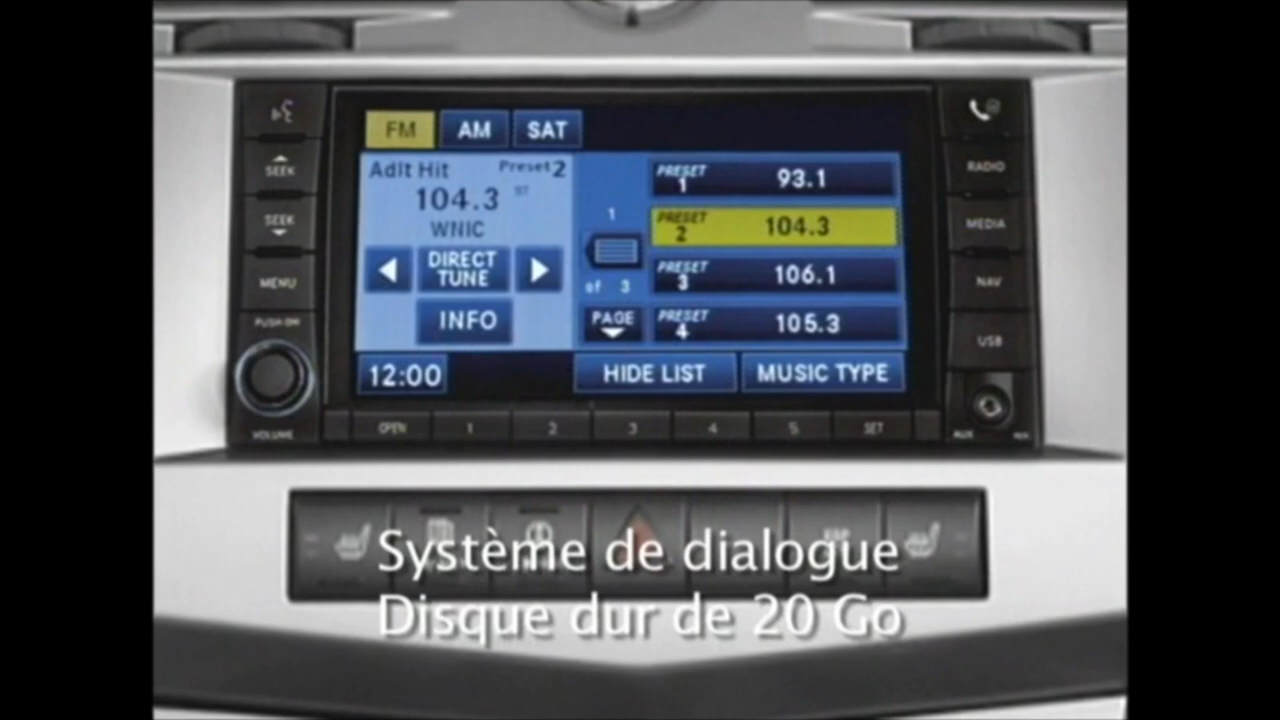 FM AM SAT
SEEK
SEEK
MENU
PUSH-ON
VOLUME
Adlt Hit Preset 2
104.3 ST
WNIC
DIRECT
TUNE
INFO
1
of 3
PAGE
PRESET 1 93.1
PRESET 2 104.3
PRESET 3 106.1
PRESET 4 105.3
12:00 HIDE LIST MUSIC TYPE
RADIO
MEDIA
NAV
USB
AUX
OPEN 1 2 3 4 5 SET
Système de dialogue
Disque dur de 20 Go